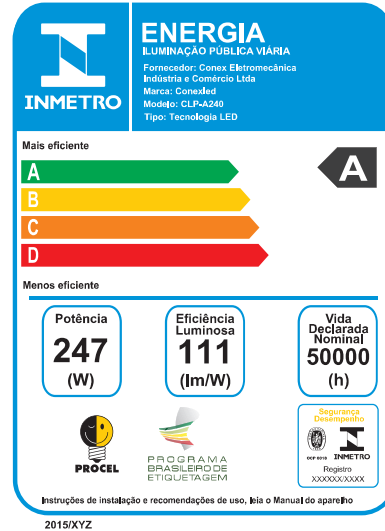 ENERGIA
ILUMINAÇÃO PÚBLICA VIÁRIA
Fornecedor: Conex Eletromecânica
Indústria e Comércio Ltda
Marca: Conexled
Modelo: CLP-A240
Tipo: Tecnologia LED
INMETRO
Mais eficiente
A
A
B
C
D
Menos eficiente
Potência
247
(W)
Eficiência
Luminosa
111
(lm/W)
Vida
Declarada
Nominal
50000
(h)
PROCEL
PROGRAMA
BRASILEIRO DE
ETIQUETAGEM
Segurança
Desempenho
OCP 0018
INMETRO
Registro
XXXXXX/XXXX
Instruções de instalação e recomendações de uso, leia o Manual do aparelho
2015/XYZ